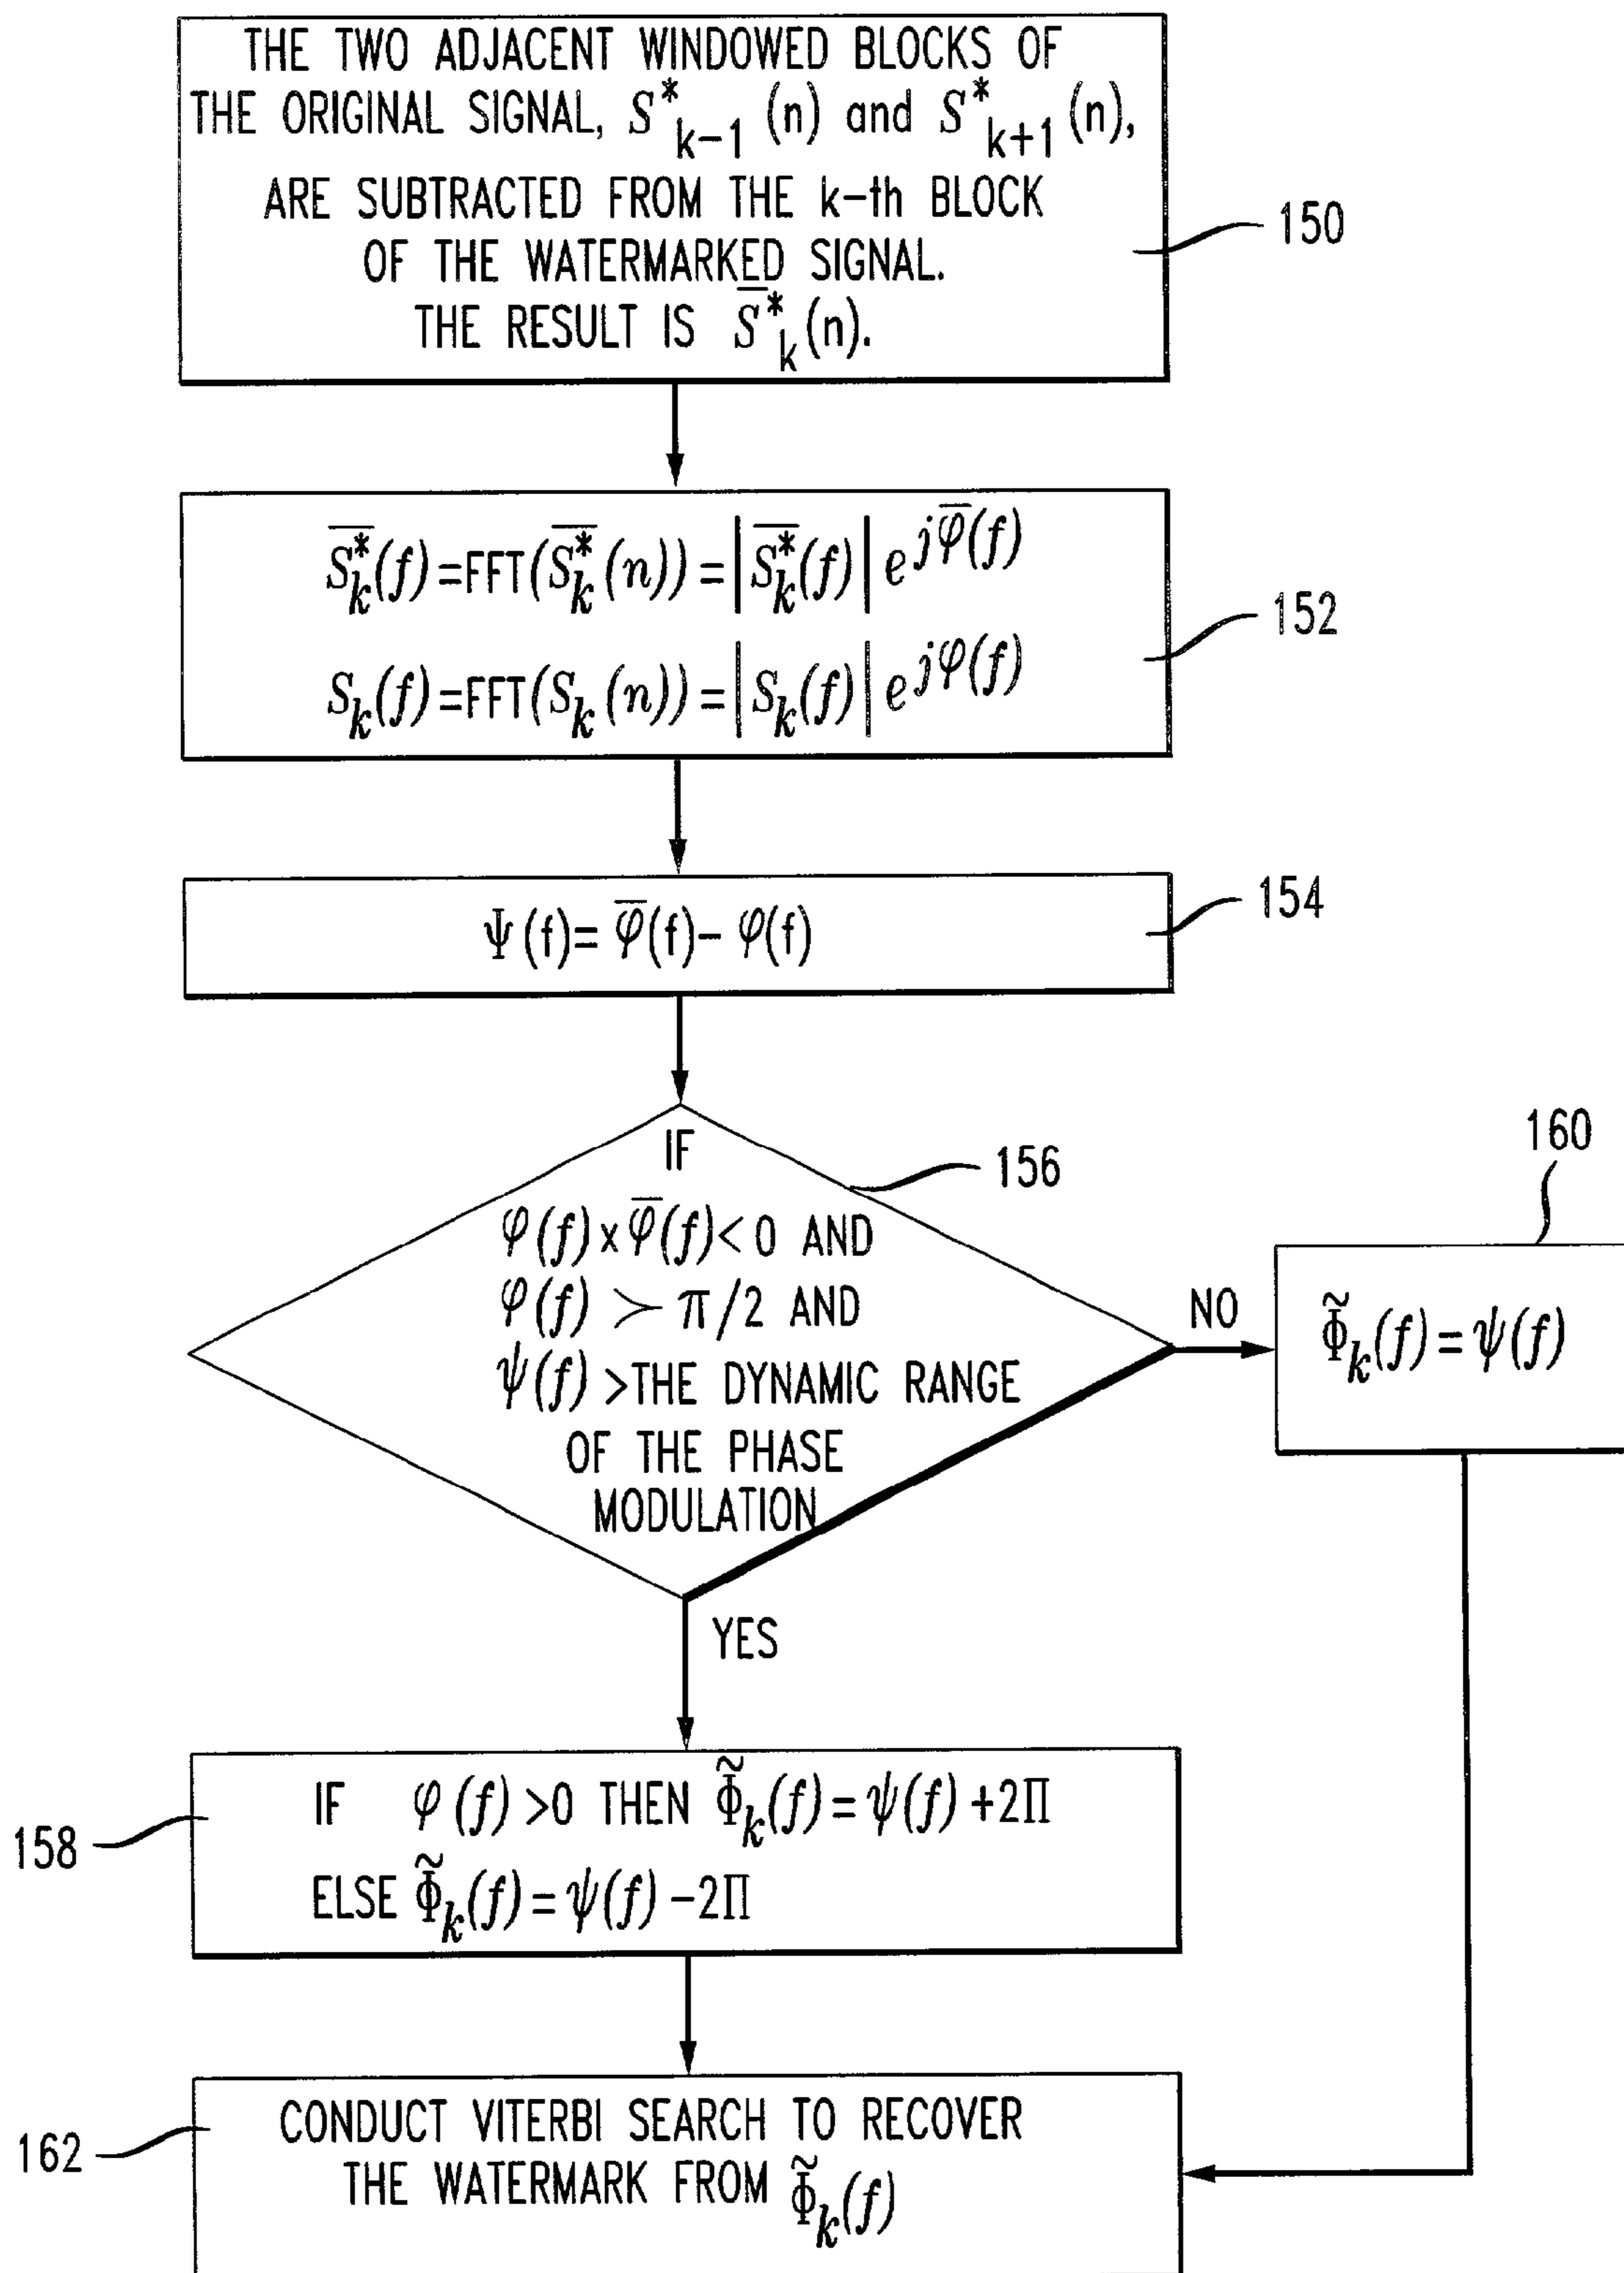 THE TWO ADJACENT WINDOWED BLOCKS OF
THE ORIGINAL SIGNAL, S*ₖ₋₁ (n) and S*ₖ₊₁ (n),
ARE SUBTRACTED FROM THE k-th BLOCK
OF THE WATERMARKED SIGNAL.
THE RESULT IS S̅*ₖ(n).
150
S̅*ₖ(f)=FFT(S̅*ₖ(n))=|S̅*ₖ(f)| e^jφ̅(f)
Sₖ(f)=FFT(Sₖ(n))=|Sₖ(f)| e^jφ(f)
152
Ψ(f)= φ̅(f)- φ(f)
154
IF
φ(f)x φ̅(f)< 0 AND
φ(f) ≻ π/2 AND
ψ(f) >THE DYNAMIC RANGE
OF THE PHASE
MODULATION
156
NO
160
Φ̃ₖ(f)=ψ(f)
YES
IF φ(f)>0 THEN Φ̃ₖ(f)=ψ(f)+2Π
ELSE Φ̃ₖ(f)=ψ(f)-2Π
158
CONDUCT VITERBI SEARCH TO RECOVER
THE WATERMARK FROM Φ̃ₖ(f)
162